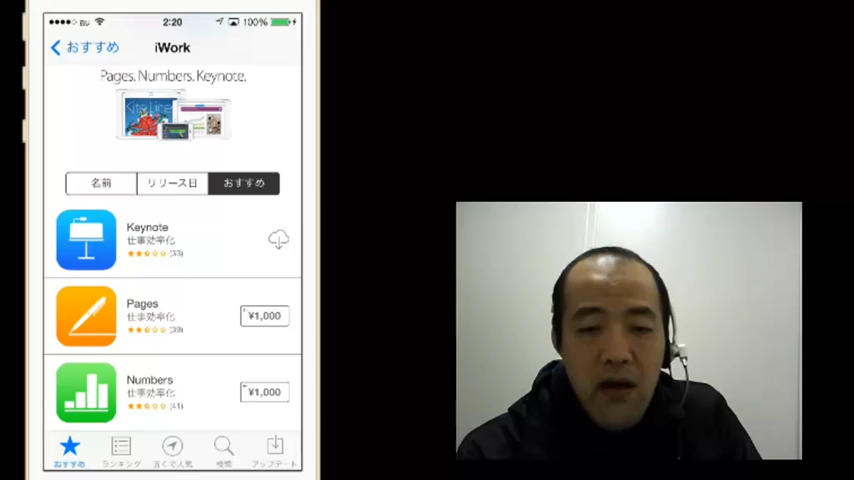 au
2:20
100%
おすすめ
iWork
Pages. Numbers. Keynote.
名前
リリース日
おすすめ
Keynote
仕事効率化
(33)
Pages
仕事効率化
(39)
¥1,000
Numbers
仕事効率化
(41)
¥1,000
おすすめ
ランキング
近くで人気
検索
アップデート